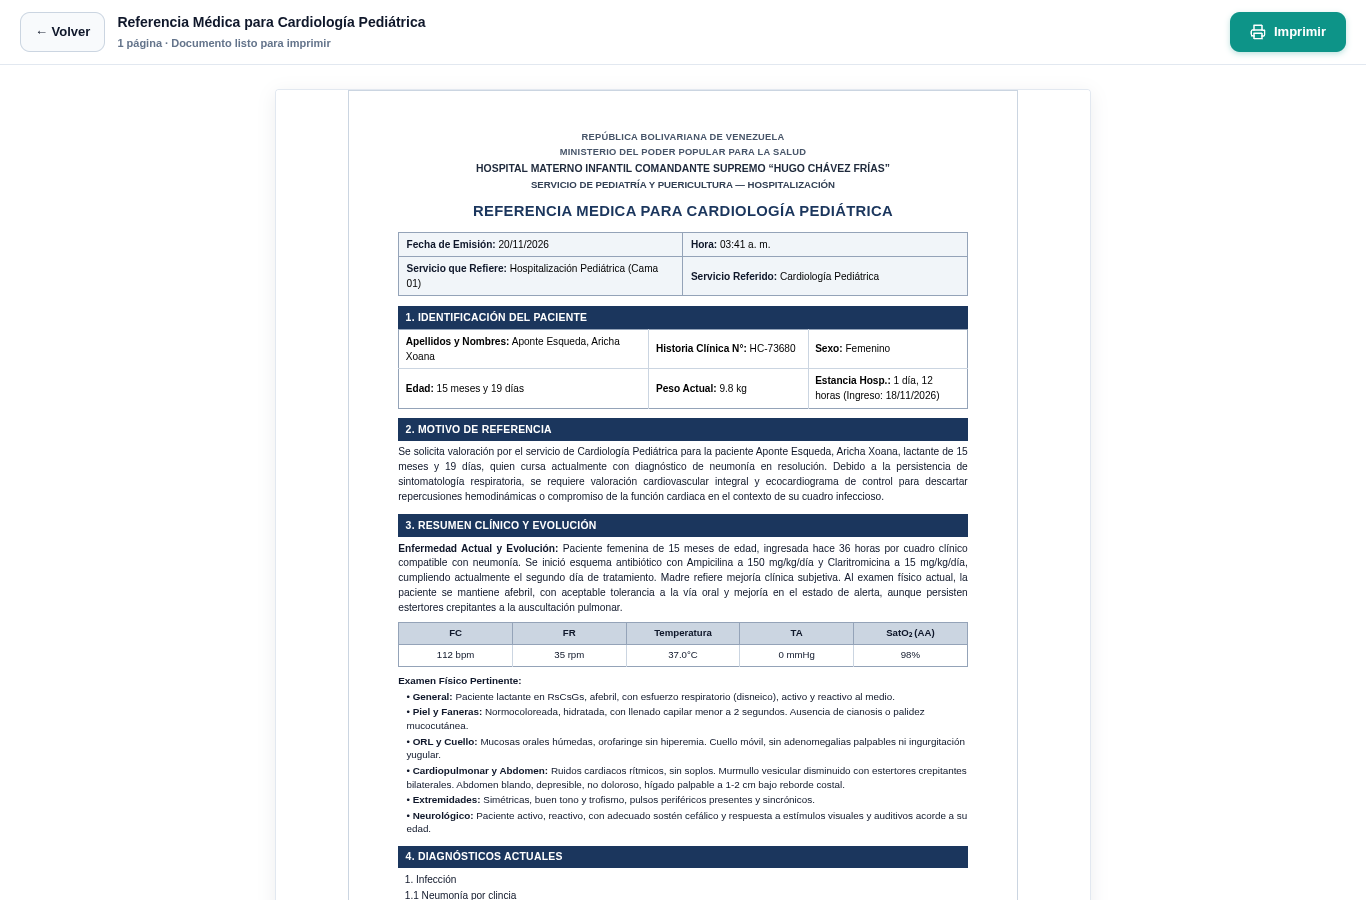 ← Volver
Referencia Médica para Cardiología Pediátrica
1 página · Documento listo para imprimir
Imprimir
REPÚBLICA BOLIVARIANA DE VENEZUELA
MINISTERIO DEL PODER POPULAR PARA LA SALUD
HOSPITAL MATERNO INFANTIL COMANDANTE SUPREMO “HUGO CHÁVEZ FRÍAS”
SERVICIO DE PEDIATRÍA Y PUERICULTURA — HOSPITALIZACIÓN
REFERENCIA MEDICA PARA CARDIOLOGÍA PEDIÁTRICA
Fecha de Emisión: 20/11/2026
Hora: 03:41 a. m.
Servicio que Refiere: Hospitalización Pediátrica (Cama
01)
Servicio Referido: Cardiología Pediátrica
1. IDENTIFICACIÓN DEL PACIENTE
Apellidos y Nombres: Aponte Esqueda, Aricha
Xoana
Historia Clínica N°: HC-73680
Sexo: Femenino
Edad: 15 meses y 19 días
Peso Actual: 9.8 kg
Estancia Hosp.: 1 día, 12
horas (Ingreso: 18/11/2026)
2. MOTIVO DE REFERENCIA
Se solicita valoración por el servicio de Cardiología Pediátrica para la paciente Aponte Esqueda, Aricha Xoana, lactante de 15
meses y 19 días, quien cursa actualmente con diagnóstico de neumonía en resolución. Debido a la persistencia de
sintomatología respiratoria, se requiere valoración cardiovascular integral y ecocardiograma de control para descartar
repercusiones hemodinámicas o compromiso de la función cardiaca en el contexto de su cuadro infeccioso.
3. RESUMEN CLÍNICO Y EVOLUCIÓN
Enfermedad Actual y Evolución: Paciente femenina de 15 meses de edad, ingresada hace 36 horas por cuadro clínico
compatible con neumonía. Se inició esquema antibiótico con Ampicilina a 150 mg/kg/día y Claritromicina a 15 mg/kg/día,
cumpliendo actualmente el segundo día de tratamiento. Madre refiere mejoría clínica subjetiva. Al examen físico actual, la
paciente se mantiene afebril, con aceptable tolerancia a la vía oral y mejoría en el estado de alerta, aunque persisten
estertores crepitantes a la auscultación pulmonar.
FC FR Temperatura TA SatO₂ (AA)
112 bpm 35 rpm 37.0°C 0 mmHg 98%
Examen Físico Pertinente:
• General: Paciente lactante en RsCsGs, afebril, con esfuerzo respiratorio (disneico), activo y reactivo al medio.
• Piel y Faneras: Normocoloreada, hidratada, con llenado capilar menor a 2 segundos. Ausencia de cianosis o palidez
mucocutánea.
• ORL y Cuello: Mucosas orales húmedas, orofaringe sin hiperemia. Cuello móvil, sin adenomegalias palpables ni ingurgitación
yugular.
• Cardiopulmonar y Abdomen: Ruidos cardiacos rítmicos, sin soplos. Murmullo vesicular disminuido con estertores crepitantes
bilaterales. Abdomen blando, depresible, no doloroso, hígado palpable a 1-2 cm bajo reborde costal.
• Extremidades: Simétricas, buen tono y trofismo, pulsos periféricos presentes y sincrónicos.
• Neurológico: Paciente activo, reactivo, con adecuado sostén cefálico y respuesta a estímulos visuales y auditivos acorde a su
edad.
4. DIAGNÓSTICOS ACTUALES
1. Infección
1.1 Neumonía por clincia